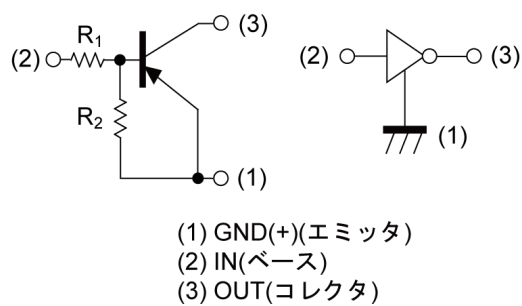 R1
(2)
(3)
R2
(1)
(2)
(3)
(1)
(1) GND(+)(エミッタ)
(2) IN(ベース)
(3) OUT(コレクタ)